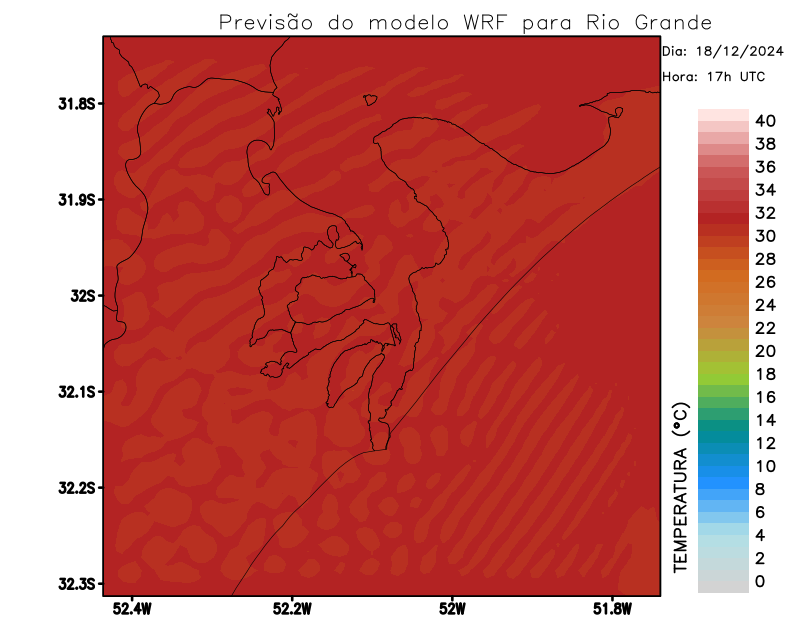 Previsão do modelo WRF para Rio Grande
Dia: 18/12/2024
Hora: 17h UTC
31.8S
31.9S
32S
32.1S
32.2S
32.3S
52.4W
52.2W
52W
51.8W
40
38
36
34
32
30
28
26
24
22
20
18
16
14
12
10
8
6
4
2
0
TEMPERATURA (°C)